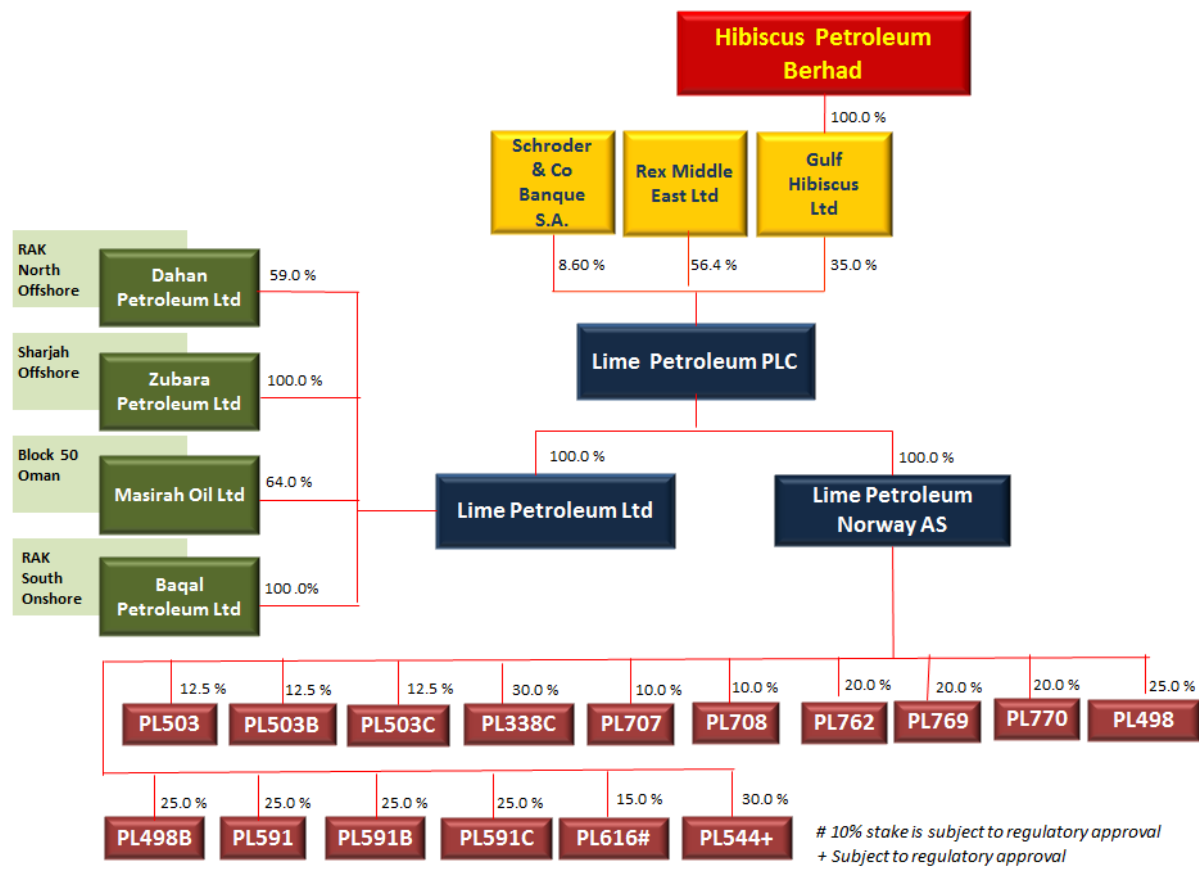 Hibiscus Petroleum
Berhad
100.0 %
Schroder
& Co
Banque
S.A.
Rex Middle
East Ltd
Gulf
Hibiscus
Ltd
8.60 %
56.4 %
35.0 %
Lime Petroleum PLC
100.0 %
100.0 %
Lime Petroleum Ltd
Lime Petroleum
Norway AS
RAK
North
Offshore
Dahan
Petroleum Ltd
59.0 %
Sharjah
Offshore
Zubara
Petroleum Ltd
100.0 %
Block 50
Oman
Masirah Oil Ltd
64.0 %
RAK
South
Onshore
Baqal
Petroleum Ltd
100 .0%
12.5 %
12.5 %
12.5 %
30.0 %
10.0 %
10.0 %
20.0 %
20.0 %
20.0 %
25.0 %
PL503
PL503B
PL503C
PL338C
PL707
PL708
PL762
PL769
PL770
PL498
25.0 %
25.0 %
25.0 %
25.0 %
15.0 %
30.0 %
PL498B
PL591
PL591B
PL591C
PL616#
PL544+
# 10% stake is subject to regulatory approval
+ Subject to regulatory approval